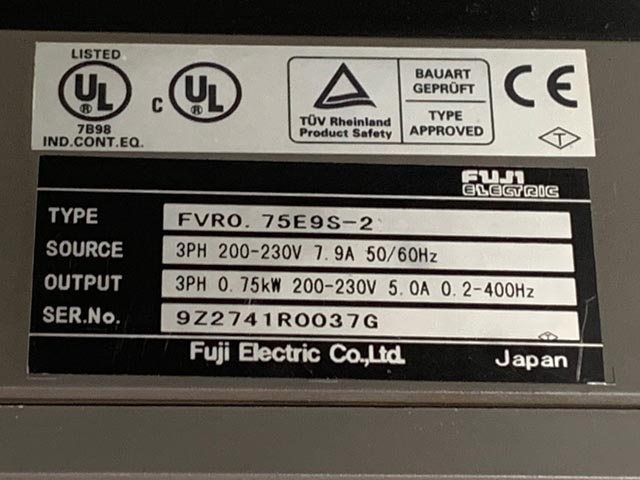 LISTED
UL
®
7B98
IND.CONT.EQ.
C UL
®
TÜV Rheinland
Product Safety
BAUART
GEPRÜFT
TYPE
APPROVED
CE
T
FUJI
ELECTRIC
TYPE FVR0.75E9S-2
SOURCE 3PH 200-230V 7.9A 50/60Hz
OUTPUT 3PH 0.75kW 200-230V 5.0A 0.2-400Hz
SER.No. 9Z2741R0037G
T
Fuji Electric Co.,Ltd. Japan